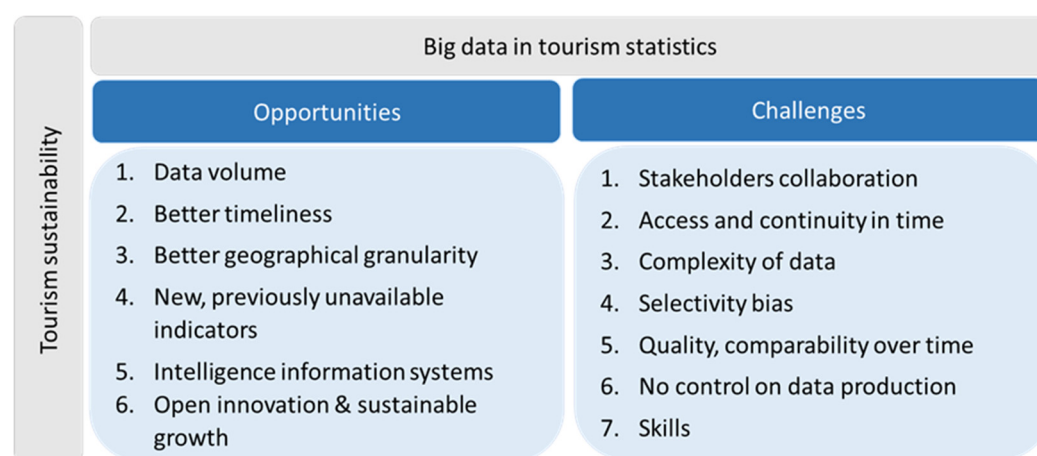 Big data in tourism statistics
Tourism sustainability
Opportunities
1. Data volume
2. Better timeliness
3. Better geographical granularity
4. New, previously unavailable
indicators
5. Intelligence information systems
6. Open innovation & sustainable
growth
Challenges
1. Stakeholders collaboration
2. Access and continuity in time
3. Complexity of data
4. Selectivity bias
5. Quality, comparability over time
6. No control on data production
7. Skills